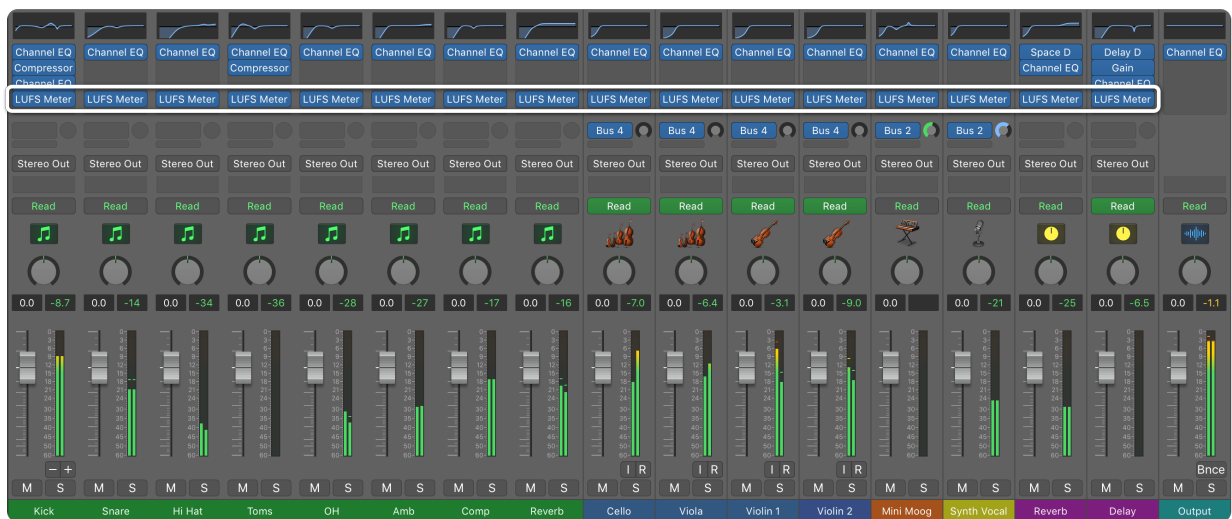 Channel EQ Channel EQ Channel EQ Channel EQ Channel EQ Channel EQ Channel EQ Channel EQ Channel EQ Channel EQ Channel EQ Channel EQ Channel EQ Channel EQ Space D Delay D Channel EQ
Compressor Compressor Channel EQ Gain
Channel EQ Channel EQ
LUFS Meter LUFS Meter LUFS Meter LUFS Meter LUFS Meter LUFS Meter LUFS Meter LUFS Meter LUFS Meter LUFS Meter LUFS Meter LUFS Meter LUFS Meter LUFS Meter LUFS Meter LUFS Meter
Bus 4 Bus 4 Bus 4 Bus 4 Bus 2 Bus 2
Stereo Out Stereo Out Stereo Out Stereo Out Stereo Out Stereo Out Stereo Out Stereo Out Stereo Out Stereo Out Stereo Out Stereo Out Stereo Out Stereo Out Stereo Out Stereo Out
Read Read Read Read Read Read Read Read Read Read Read Read Read Read Read Read Read
0.0 -8.7 0.0 -14 0.0 -34 0.0 -36 0.0 -28 0.0 -27 0.0 -17 0.0 -16 0.0 -7.0 0.0 -6.4 0.0 -3.1 0.0 -9.0 0.0 0.0 -21 0.0 -25 0.0 -6.5 0.0 -1.1
− + I R I R I R I R Bnce
M S M S M S M S M S M S M S M S M S M S M S M S M S M S M S M S M S
Kick Snare Hi Hat Toms OH Amb Comp Reverb Cello Viola Violin 1 Violin 2 Mini Moog Synth Vocal Reverb Delay Output